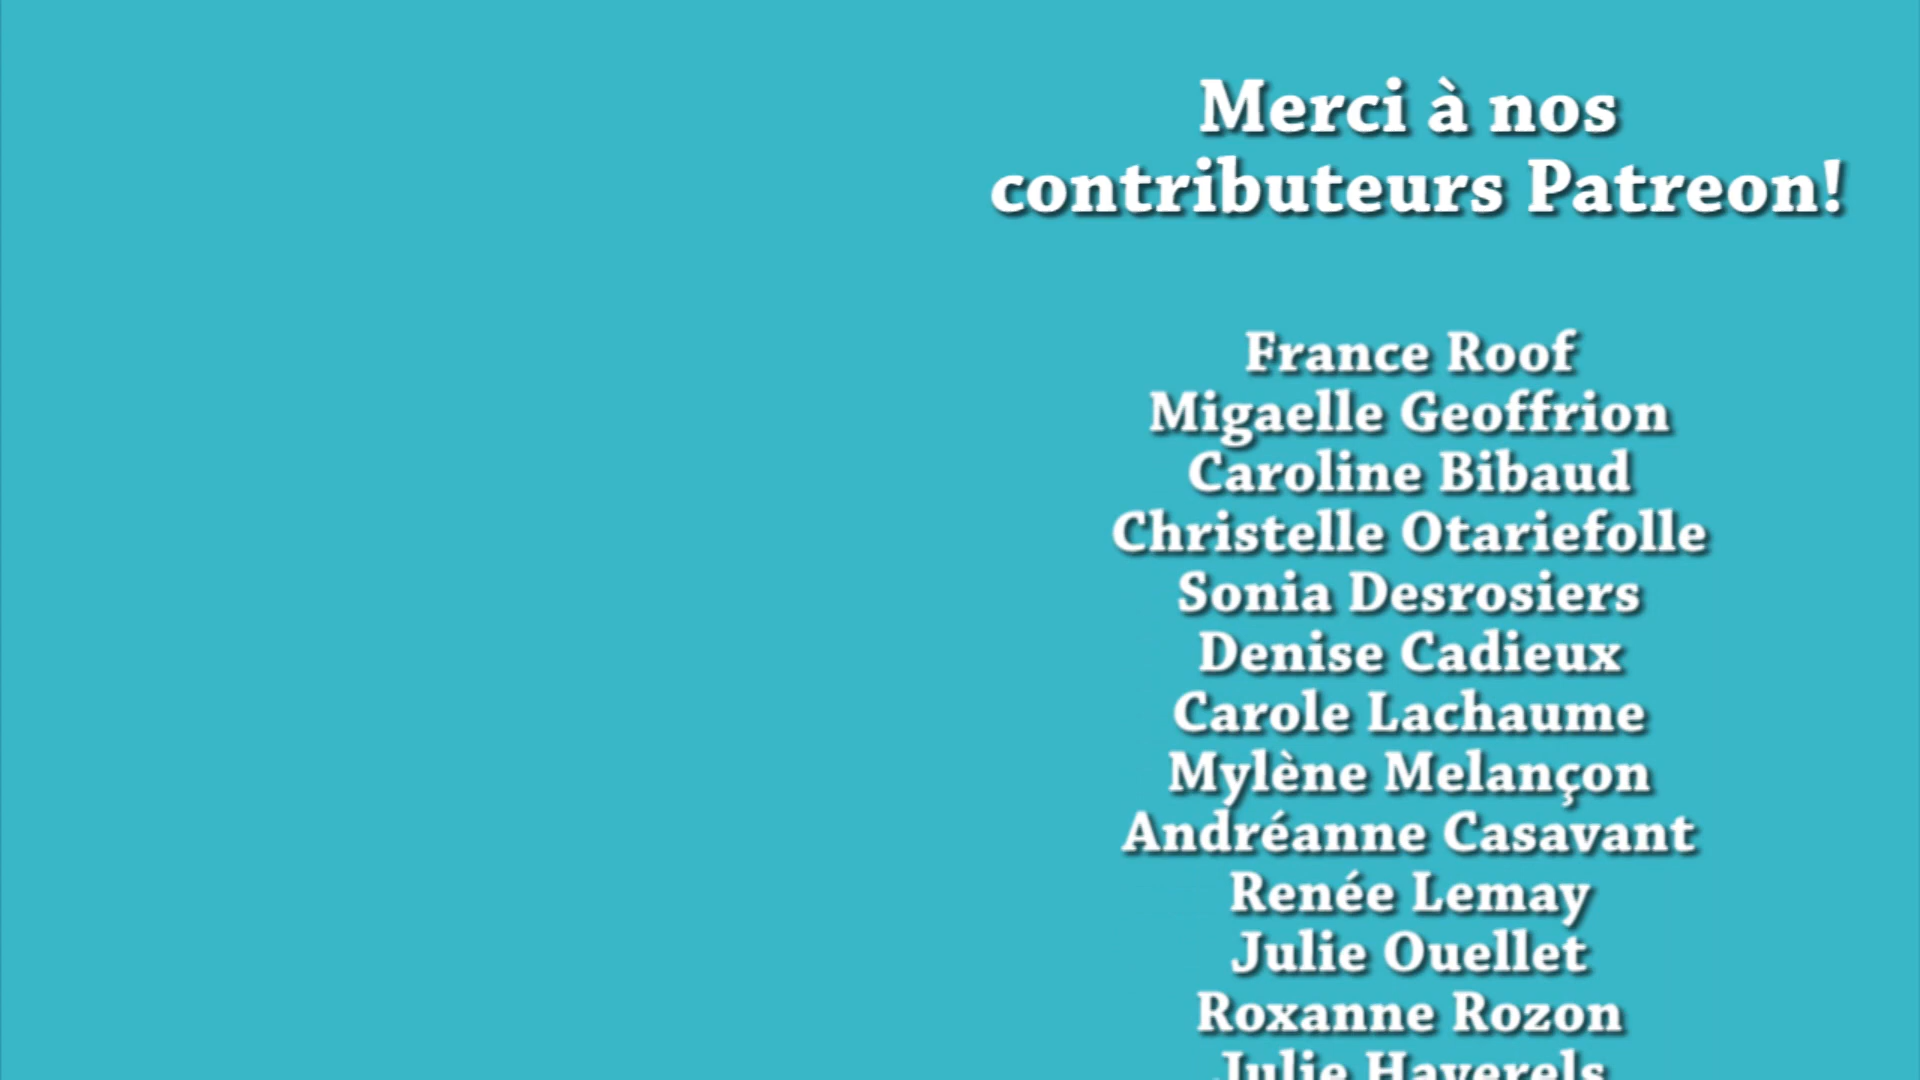 Merci à nos
contributeurs Patreon!
France Roof
Migaelle Geoffrion
Caroline Bibaud
Christelle Otariefolle
Sonia Desrosiers
Denise Cadieux
Carole Lachaume
Mylène Melançon
Andréanne Casavant
Renée Lemay
Julie Ouellet
Roxanne Rozon
Julie Haverels